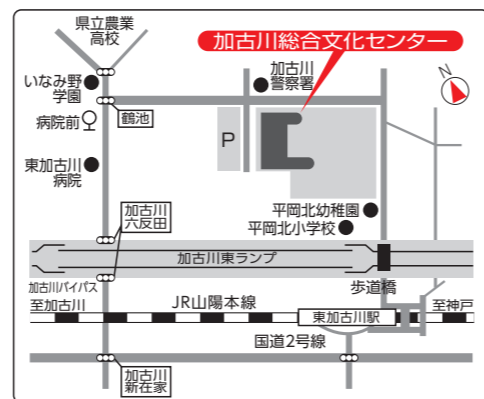 県立農業
高校
加古川総合文化センター
いなみ野
学園
加古川
警察署
N
病院前
鶴池
P
東加古川
病院
加古川
六反田
平岡北幼稚園
平岡北小学校
加古川東ランプ
加古川バイパス
歩道橋
至加古川
JR山陽本線
東加古川駅
至神戸
国道2号線
加古川
新在家